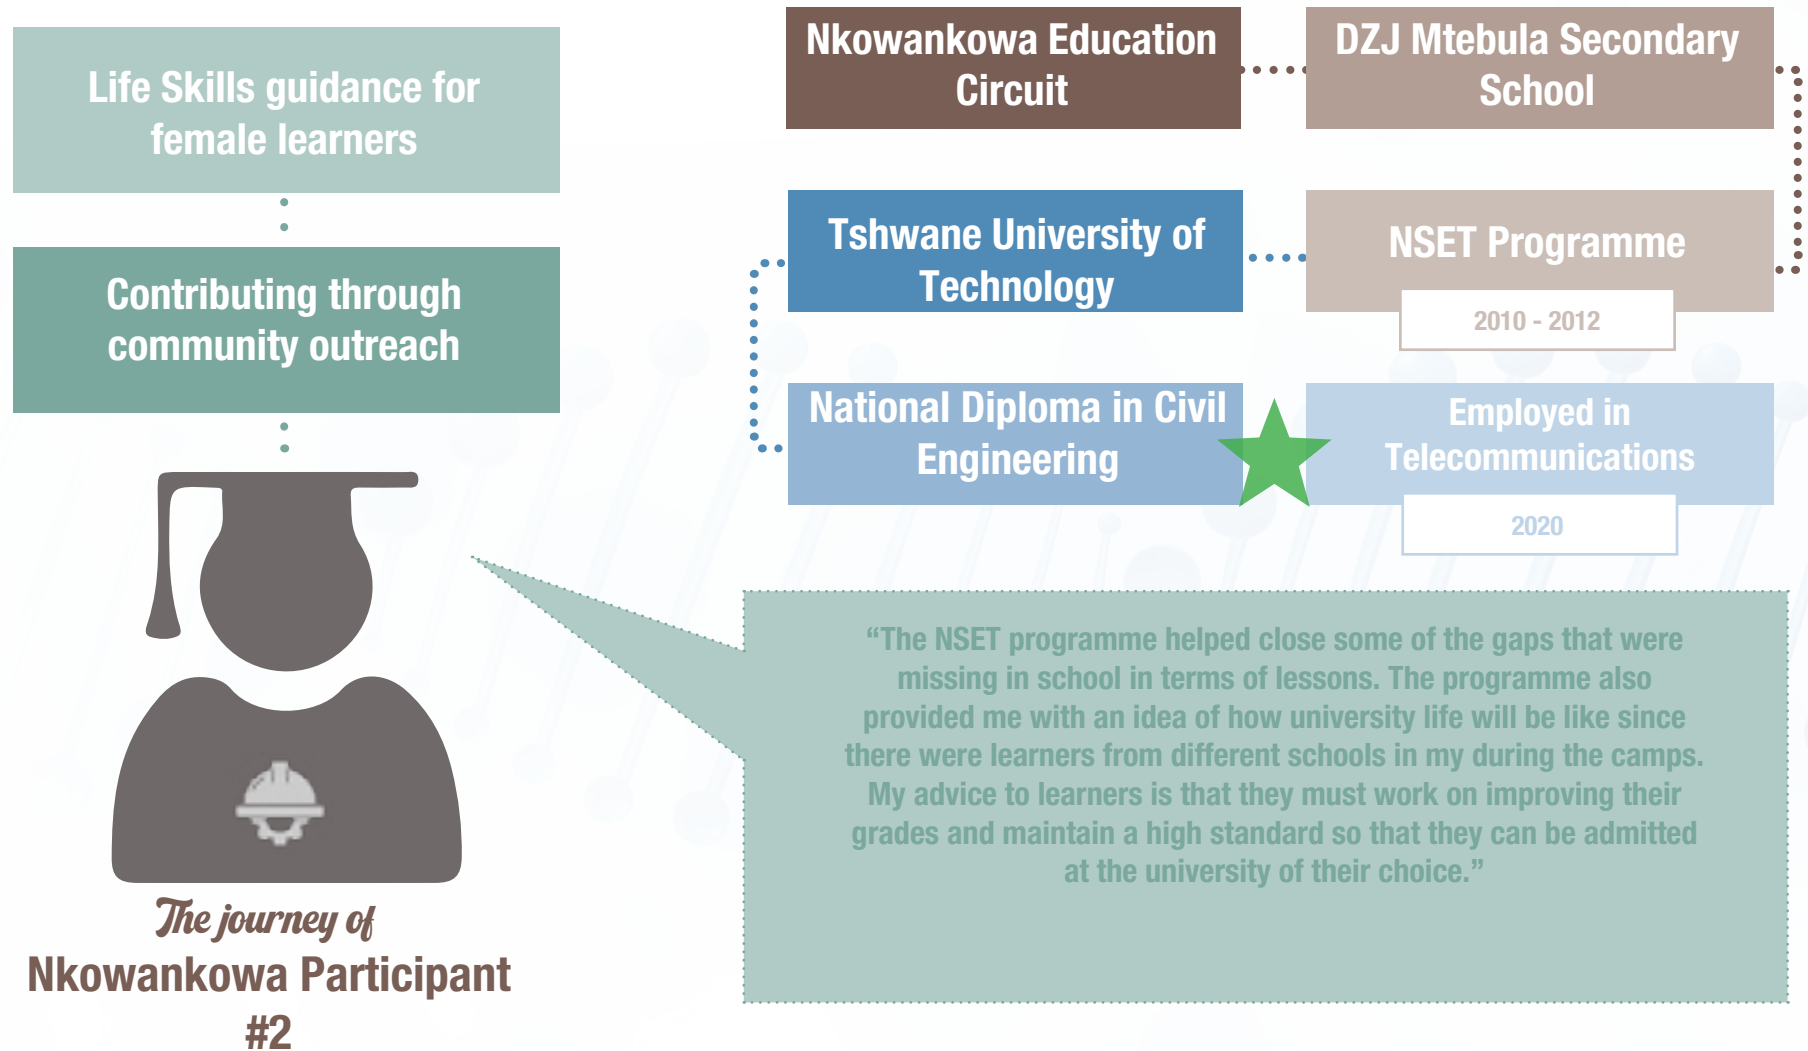 Life Skills guidance for
female learners
Contributing through
community outreach
The journey of
Nkowankowa Participant
#2
Nkowankowa Education
Circuit
DZJ Mtebula Secondary
School
NSET Programme
2010 - 2012
Tshwane University of
Technology
National Diploma in Civil
Engineering
Employed in
Telecommunications
2020
“The NSET programme helped close some of the gaps that were
missing in school in terms of lessons. The programme also
provided me with an idea of how university life will be like since
there were learners from different schools in my during the camps.
My advice to learners is that they must work on improving their
grades and maintain a high standard so that they can be admitted
at the university of their choice.”